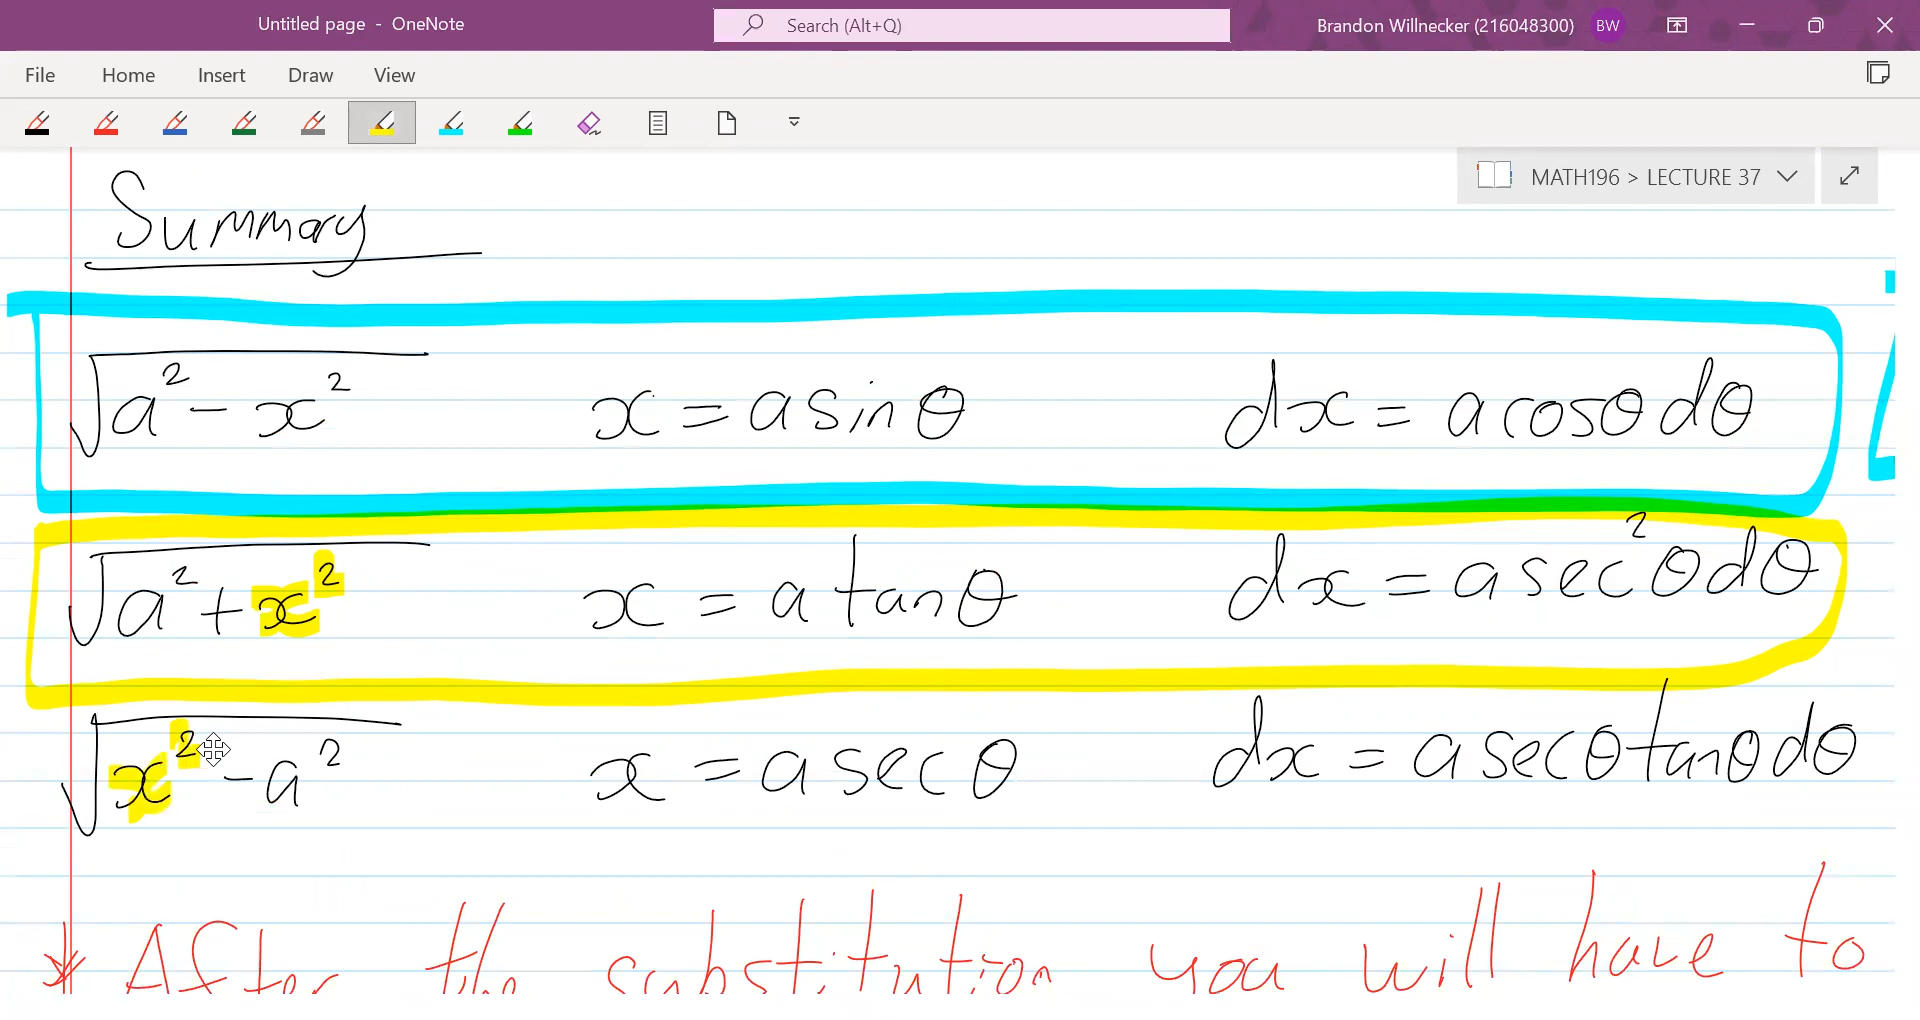 Untitled page - OneNote
Search (Alt+Q)
Brandon Willnecker (216048300) BW
File Home Insert Draw View
MATH196 > LECTURE 37
Summary
√(a² - x²) x = a sin θ dx = a cos θ dθ
√(a² + x²) x = a tan θ dx = a sec² θ dθ
√(x² - a²) x = a sec θ dx = a sec θ tan θ dθ
* After the substitution you will have to